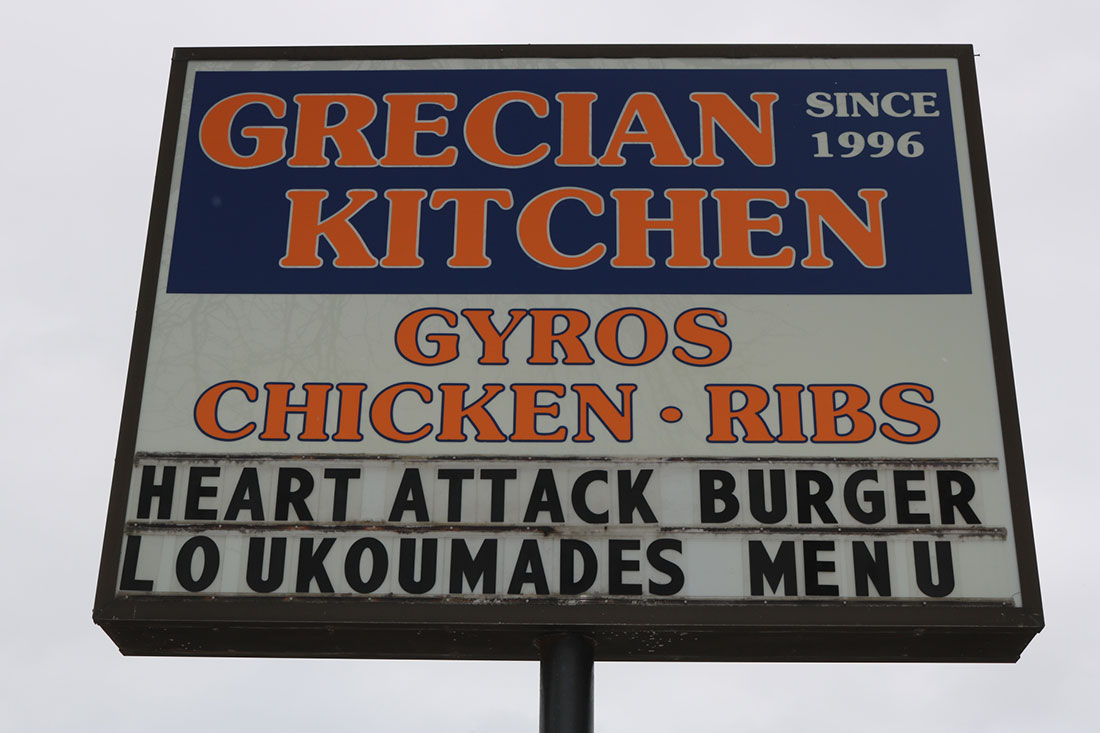 GRECIAN SINCE
1996
KITCHEN
GYROS
CHICKEN • RIBS
HEART ATTACK BURGER
LOUKOUMADES MENU